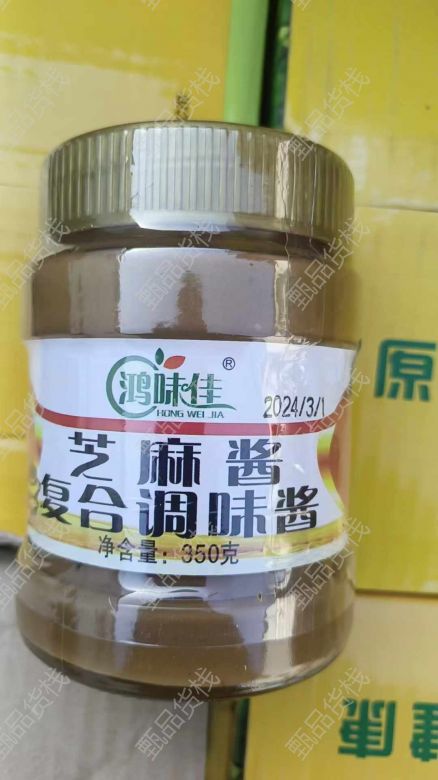 鸿味佳®
HONG WEI JIA
2024/3/1
芝麻酱
复合调味酱
净含量：350克
原
甄品货栈